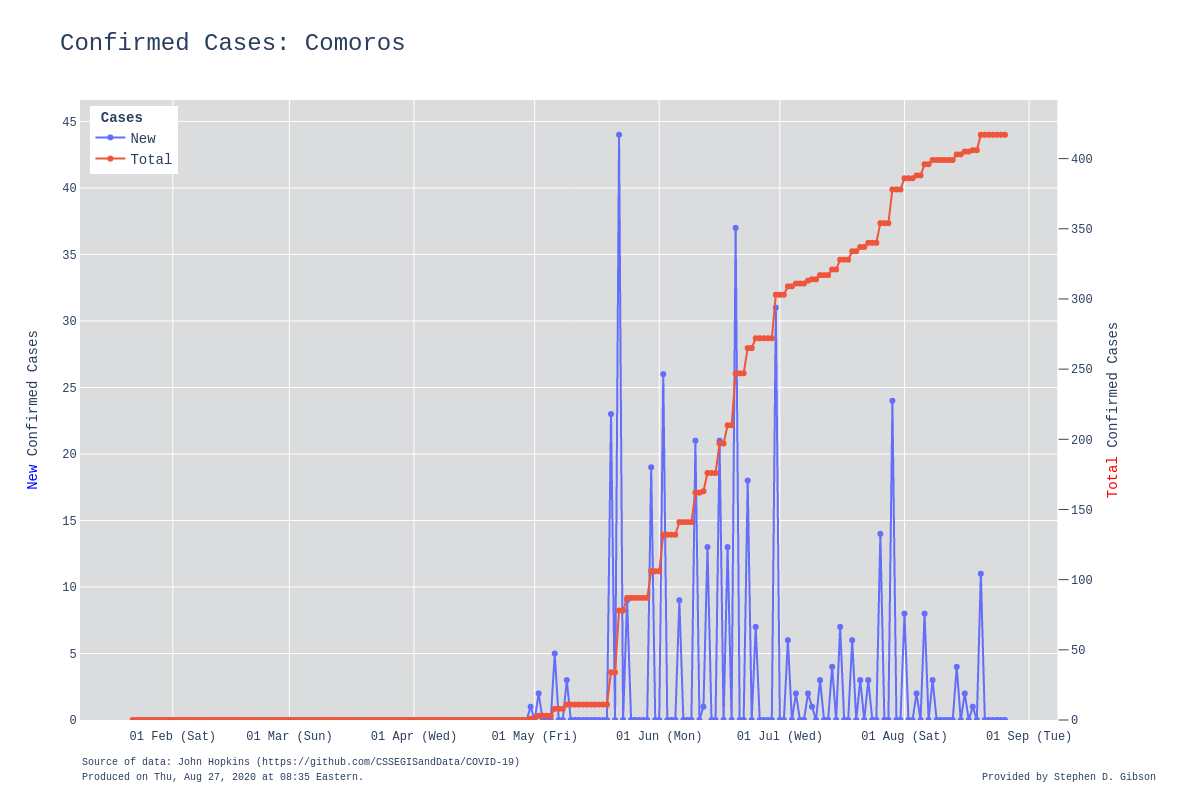 Confirmed Cases: Comoros
Cases
New
Total
45
40
35
30
25
20
15
10
5
0
400
350
300
250
200
150
100
50
0
New Confirmed Cases
Total Confirmed Cases
01 Feb (Sat) 01 Mar (Sun) 01 Apr (Wed) 01 May (Fri) 01 Jun (Mon) 01 Jul (Wed) 01 Aug (Sat) 01 Sep (Tue)
Source of data: John Hopkins (https://github.com/CSSEGISandData/COVID-19)
Produced on Thu, Aug 27, 2020 at 08:35 Eastern.
Provided by Stephen D. Gibson